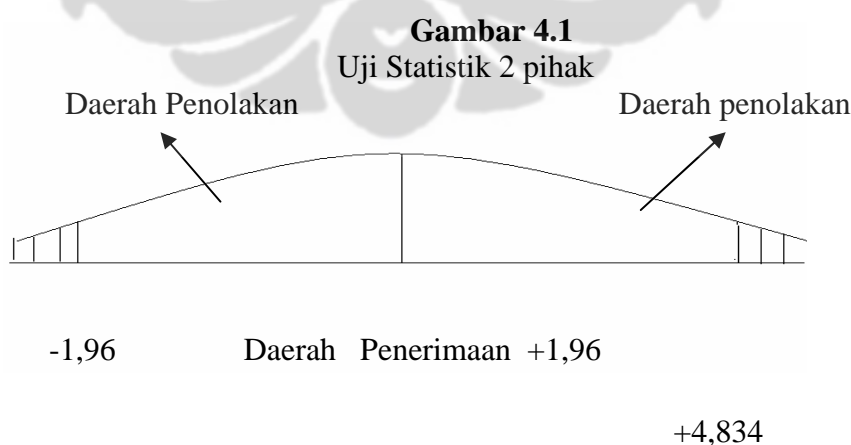 Gambar 4.1
Uji Statistik 2 pihak
Daerah Penolakan Daerah penolakan
-1,96 Daerah Penerimaan +1,96
+4,834